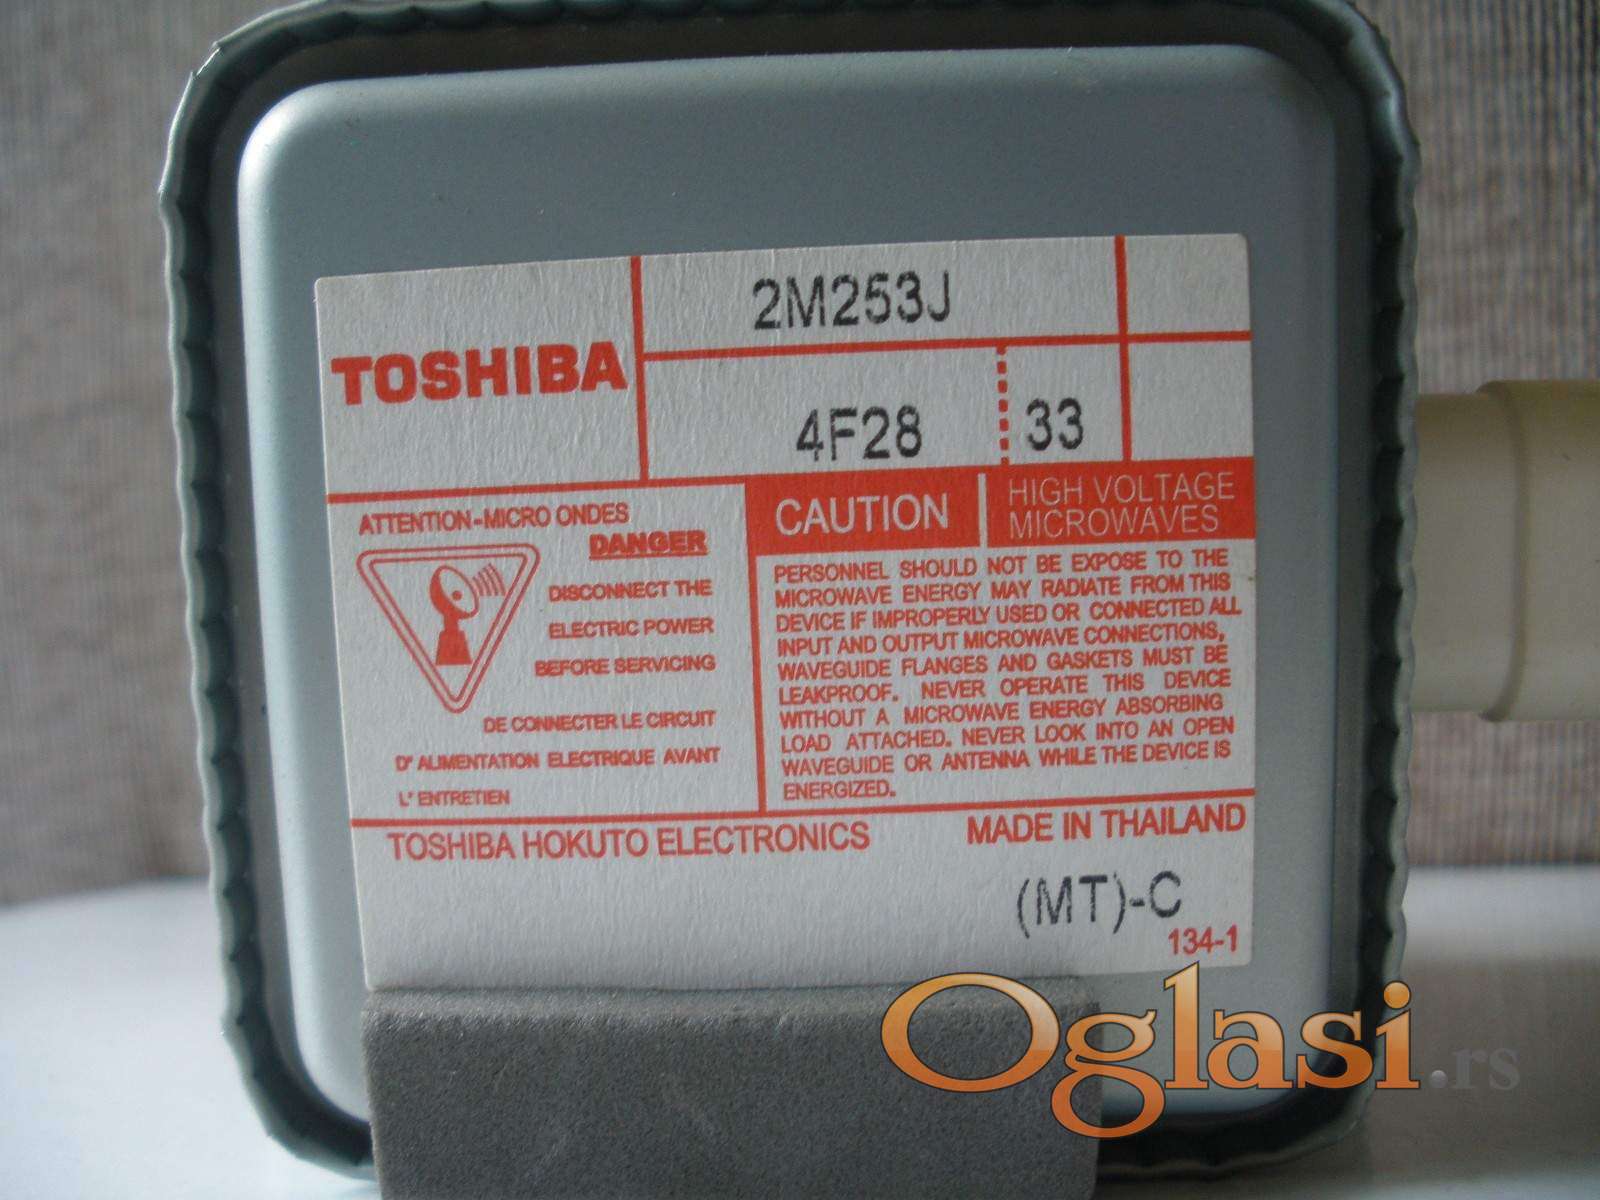 TOSHIBA
2M253J
4F28
33
ATTENTION-MICRO ONDES
DANGER
DISCONNECT THE
ELECTRIC POWER
BEFORE SERVICING
DE CONNECTER LE CIRCUIT
D' ALIMENTATION ELECTRIQUE AVANT
L' ENTRETIEN
CAUTION
HIGH VOLTAGE
MICROWAVES
PERSONNEL SHOULD NOT BE EXPOSE TO THE
MICROWAVE ENERGY MAY RADIATE FROM THIS
DEVICE IF IMPROPERLY USED OR CONNECTED ALL
INPUT AND OUTPUT MICROWAVE CONNECTIONS,
WAVEGUIDE FLANGES AND GASKETS MUST BE
LEAKPROOF. NEVER OPERATE THIS DEVICE
WITHOUT A MICROWAVE ENERGY ABSORBING
LOAD ATTACHED. NEVER LOOK INTO AN OPEN
WAVEGUIDE OR ANTENNA WHILE THE DEVICE IS
ENERGIZED.
TOSHIBA HOKUTO ELECTRONICS
MADE IN THAILAND
(MT)-C
134-1
Oglasi.rs